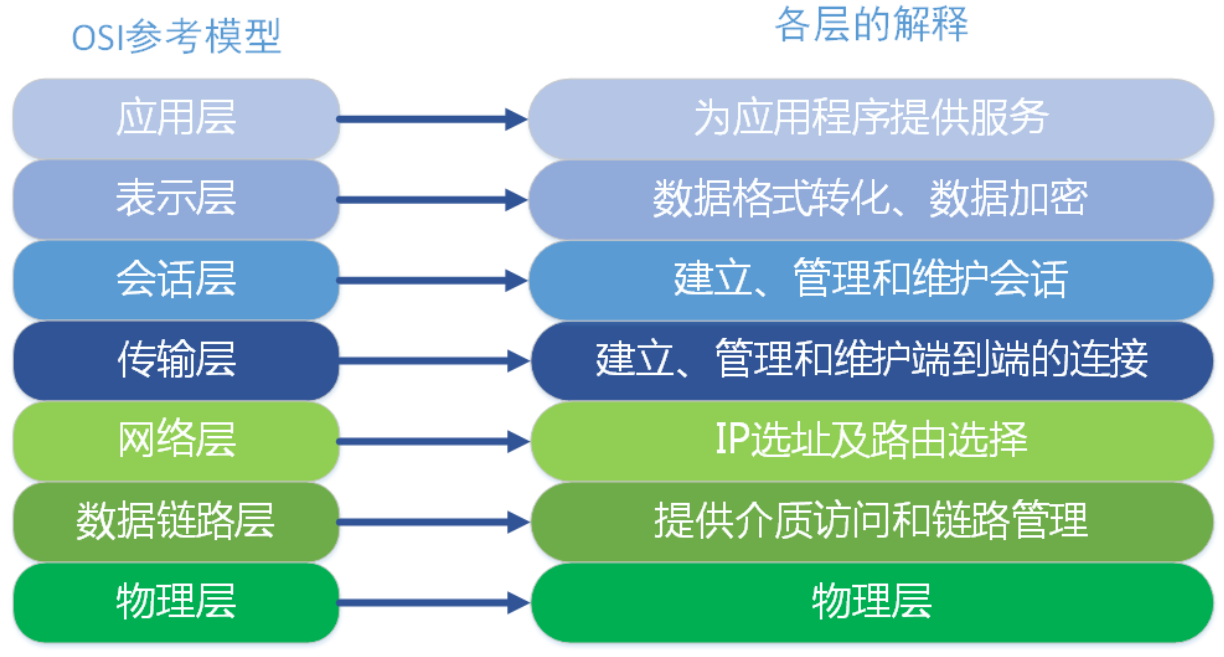 OSI参考模型
各层的解释
应用层
为应用程序提供服务
表示层
数据格式转化、数据加密
会话层
建立、管理和维护会话
传输层
建立、管理和维护端到端的连接
网络层
IP选址及路由选择
数据链路层
提供介质访问和链路管理
物理层
物理层